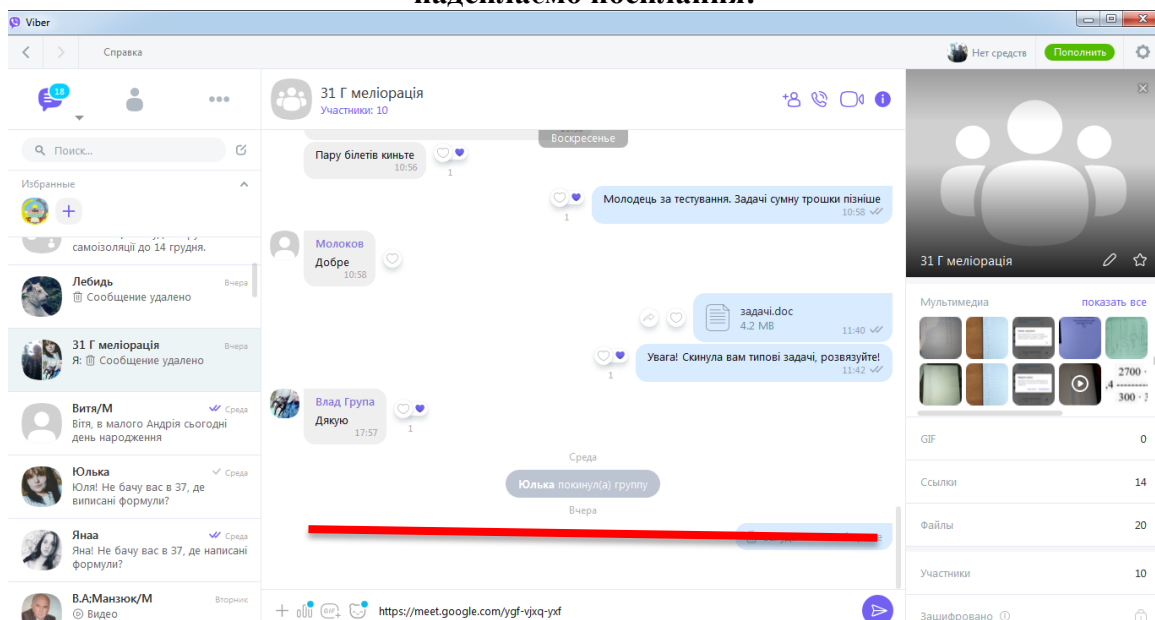 надсилаємо посилання:
Viber
Справка
Нет средств
Пополнить
18
31 Г меліорація
Участники: 10
Поиск...
Избранные
самоізоляції до 14 грудня.
Лебидь
Вчера
Сообщение удалено
31 Г меліорація
Вчера
Я: Сообщение удалено
Витя/М
Среда
Вітя, в малого Андрія сьогодні
день народження
Юлька
Среда
Юля! Не бачу вас в 37, де
виписані формули?
Янаа
Среда
Яна! Не бачу вас в 37, де написані
формули?
В.А;Манзюк/М
Вторник
Видео
Воскресенье
Пару білетів киньте
10:56
1
Молодець за тестування. Задачі сумну трошки пізніше
10:58
1
Молоков
Добре
10:58
задачі.doc
4.2 MB
11:40
Увага! Скинула вам типові задачі, розвязуйте!
11:42
1
Влад Група
Дякую
17:57
1
Среда
Юлька покинул(а) группу
Вчера
GIF
https://meet.google.com/ygf-vjxq-yxf
31 Г меліорація
Мультимедиа
показать все
2700 ·
,4
300 ·
GIF
0
Ссылки
14
Файлы
20
Участники
10
Зашифровано